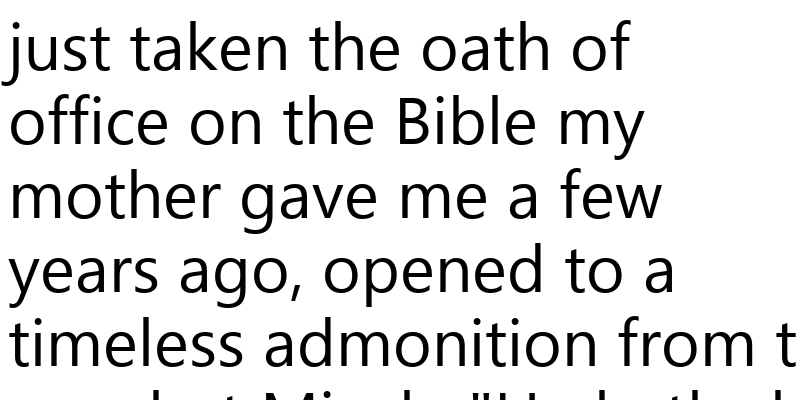 just taken the oath of
office on the Bible my
mother gave me a few
years ago, opened to a
timeless admonition from t